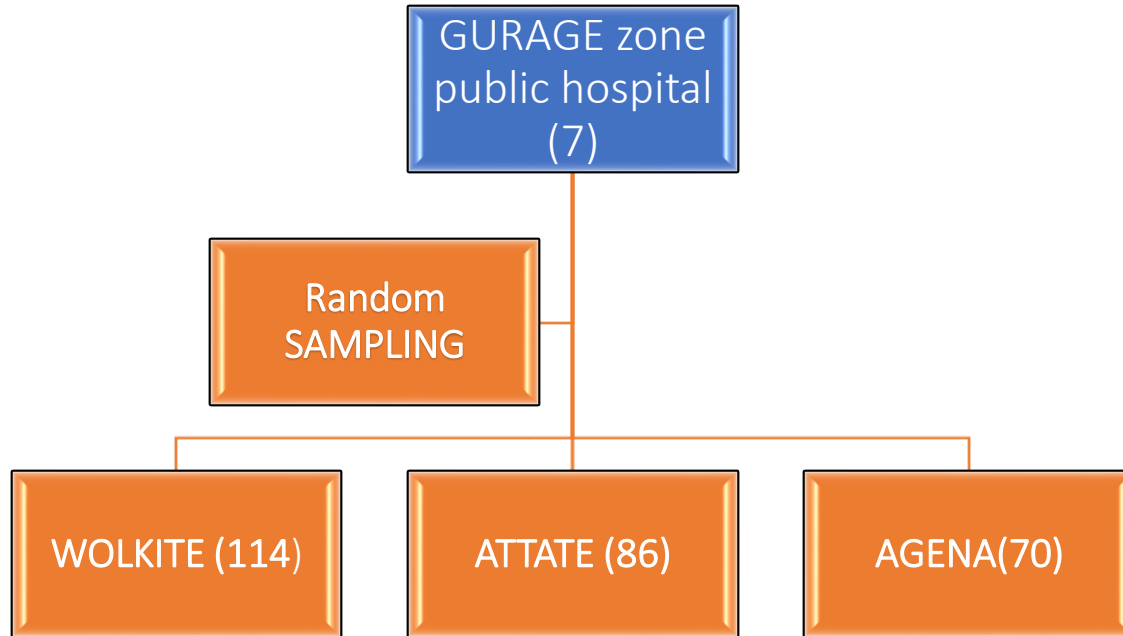 GURAGE zone
public hospital
(7)
Random
SAMPLING
WOLKITE (114)
ATTATE (86)
AGENA(70)